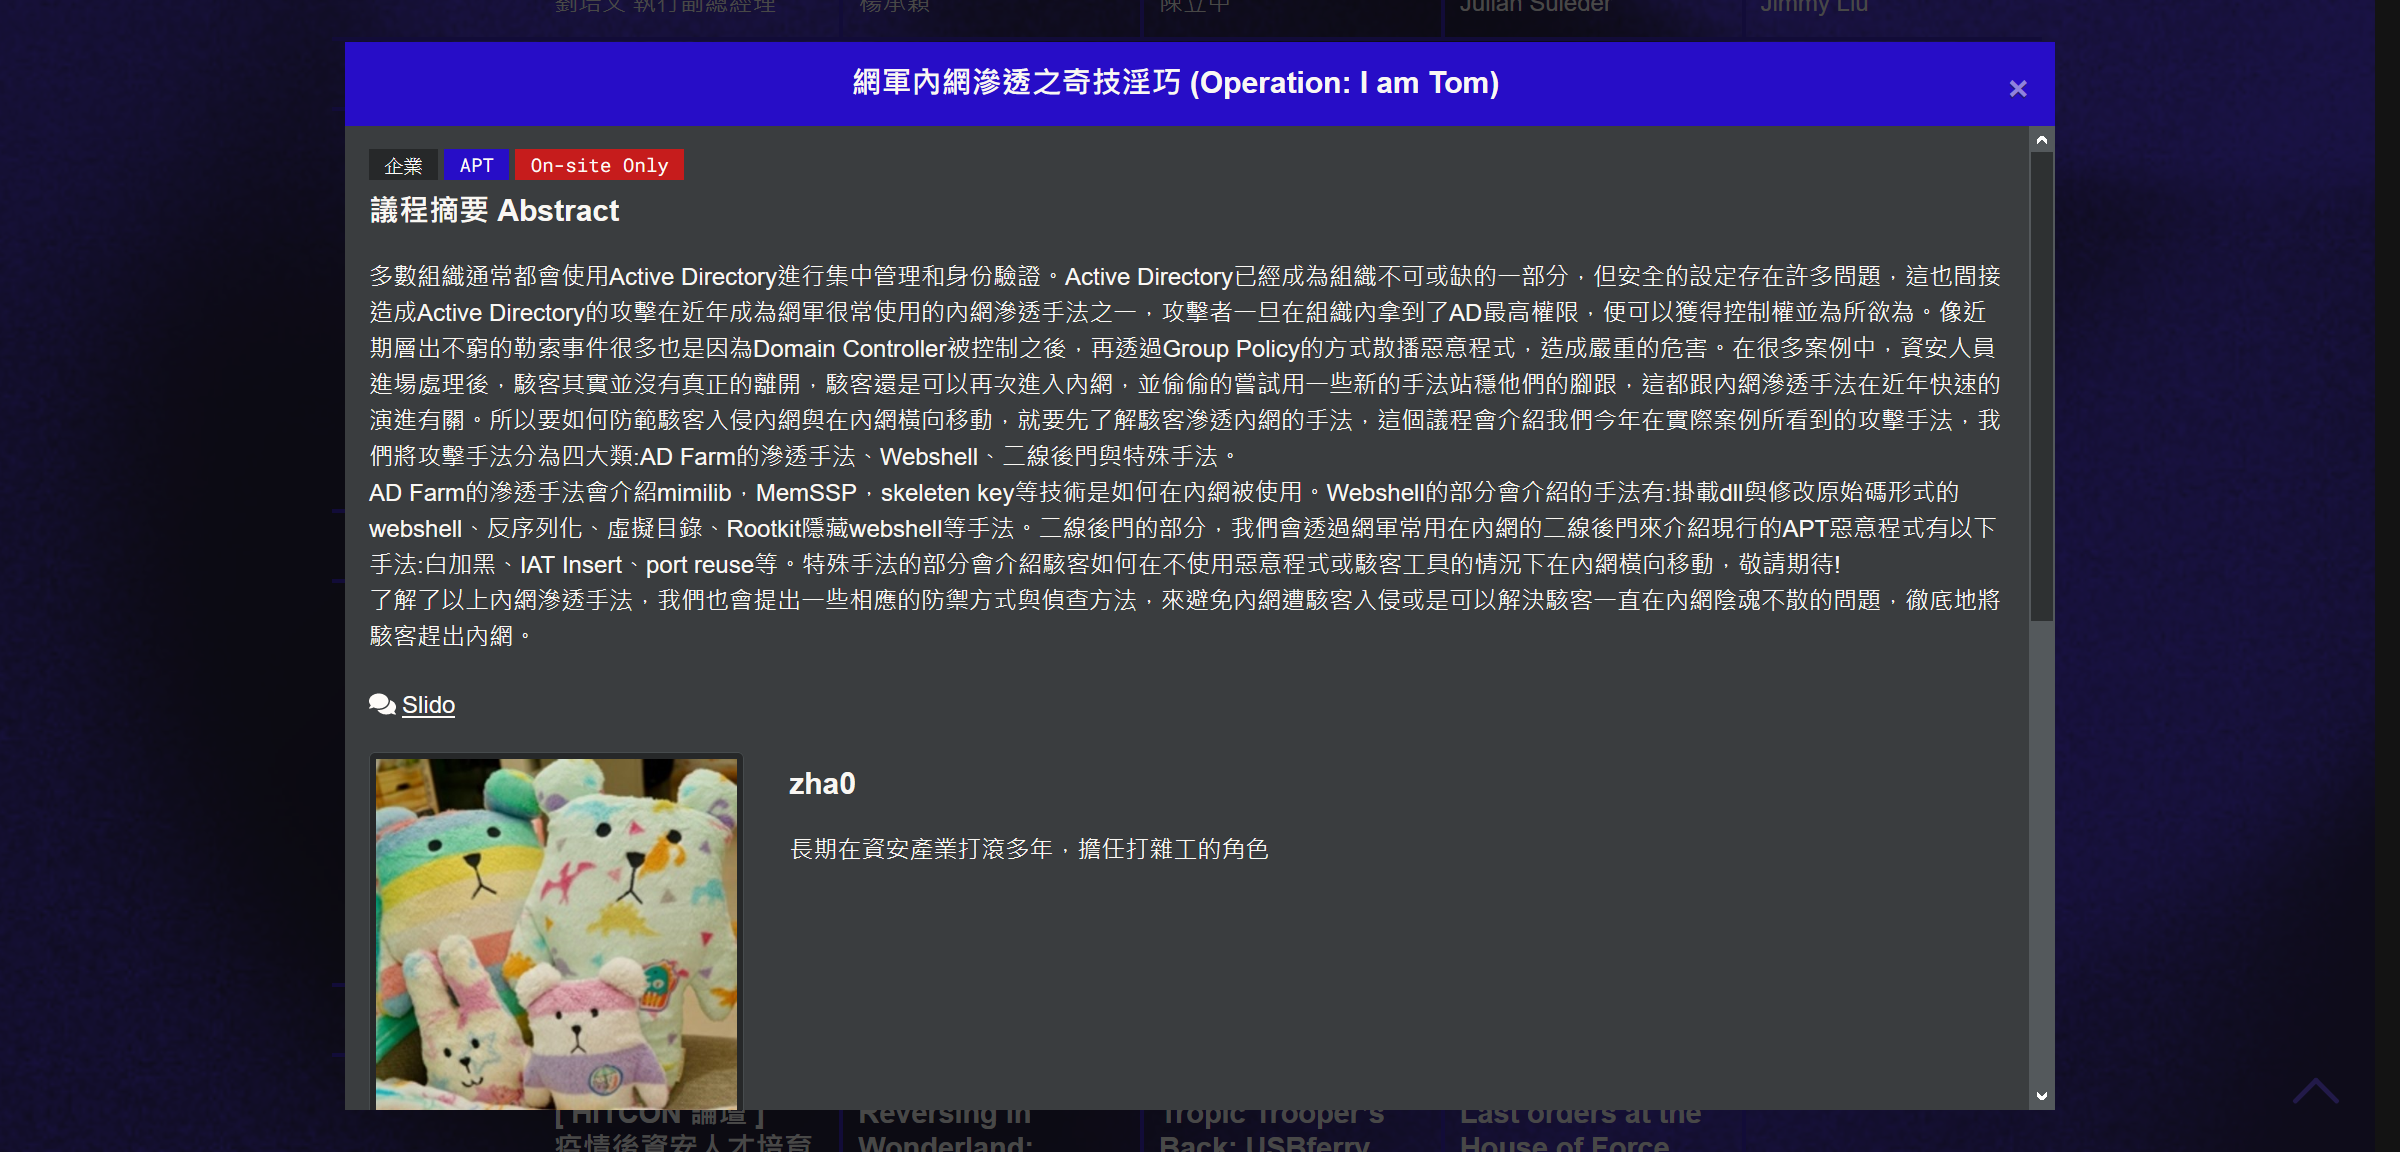 劉培文 執行副總經理
楊承穎
陳立中
Julian Suleder
Jimmy Liu
網軍內網滲透之奇技淫巧 (Operation: I am Tom)
×
企業 APT On-site Only
議程摘要 Abstract
多數組織通常都會使用Active Directory進行集中管理和身份驗證。Active Directory已經成為組織不可或缺的一部分，但安全的設定存在許多問題，這也間接
造成Active Directory的攻擊在近年成為網軍很常使用的內網滲透手法之一，攻擊者一旦在組織內拿到了AD最高權限，便可以獲得控制權並為所欲為。像近
期層出不窮的勒索事件很多也是因為Domain Controller被控制之後，再透過Group Policy的方式散播惡意程式，造成嚴重的危害。在很多案例中，資安人員
進場處理後，駭客其實並沒有真正的離開，駭客還是可以再次進入內網，並偷偷的嘗試用一些新的手法站穩他們的腳跟，這都跟內網滲透手法在近年快速的
演進有關。所以要如何防範駭客入侵內網與在內網橫向移動，就要先了解駭客滲透內網的手法，這個議程會介紹我們今年在實際案例所看到的攻擊手法，我
們將攻擊手法分為四大類:AD Farm的滲透手法、Webshell、二線後門與特殊手法。
AD Farm的滲透手法會介紹mimilib，MemSSP，skeleten key等技術是如何在內網被使用。Webshell的部分會介紹的手法有:掛載dll與修改原始碼形式的
webshell、反序列化、虛擬目錄、Rootkit隱藏webshell等手法。二線後門的部分，我們會透過網軍常用在內網的二線後門來介紹現行的APT惡意程式有以下
手法:白加黑、IAT Insert、port reuse等。特殊手法的部分會介紹駭客如何在不使用惡意程式或駭客工具的情況下在內網橫向移動，敬請期待!
了解了以上內網滲透手法，我們也會提出一些相應的防禦方式與偵查方法，來避免內網遭駭客入侵或是可以解決駭客一直在內網陰魂不散的問題，徹底地將
駭客趕出內網。
Slido
zha0
長期在資安產業打滾多年，擔任打雜工的角色
[ HITCON 論壇 ]
疫情後資安人才培育
Reversing in
Wonderland:
Tropic Trooper's
Back: USBferry
Last orders at the
House of Force